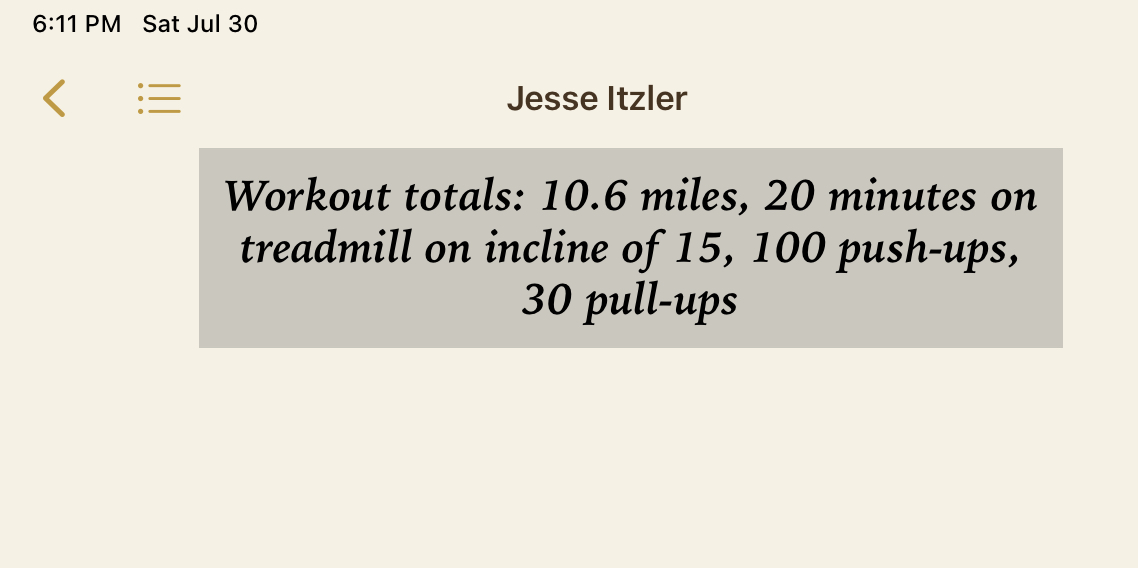 6:11 PM Sat Jul 30
Jesse Itzler
Workout totals: 10.6 miles, 20 minutes on
treadmill on incline of 15, 100 push-ups,
30 pull-ups